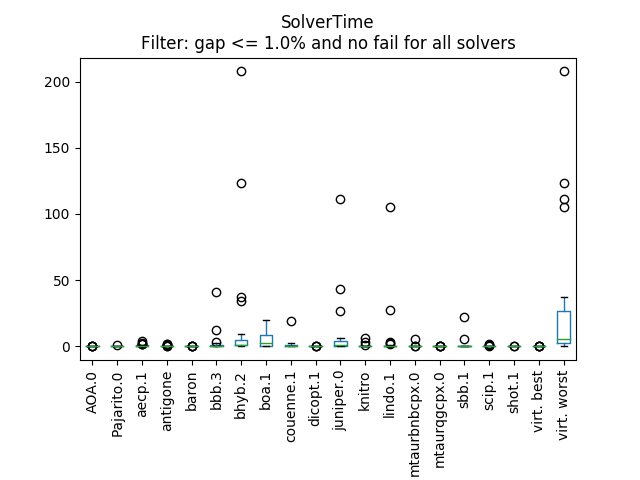 SolverTime
Filter: gap <= 1.0% and no fail for all solvers
200
150
100
50
0
AOA.0
Pajarito.0
aecp.1
antigone
baron
bbb.3
bhyb.2
boa.1
couenne.1
dicopt.1
juniper.0
knitro
lindo.1
mtaurbnbcpx.0
mtaurqgcpx.0
sbb.1
scip.1
shot.1
virt. best
virt. worst